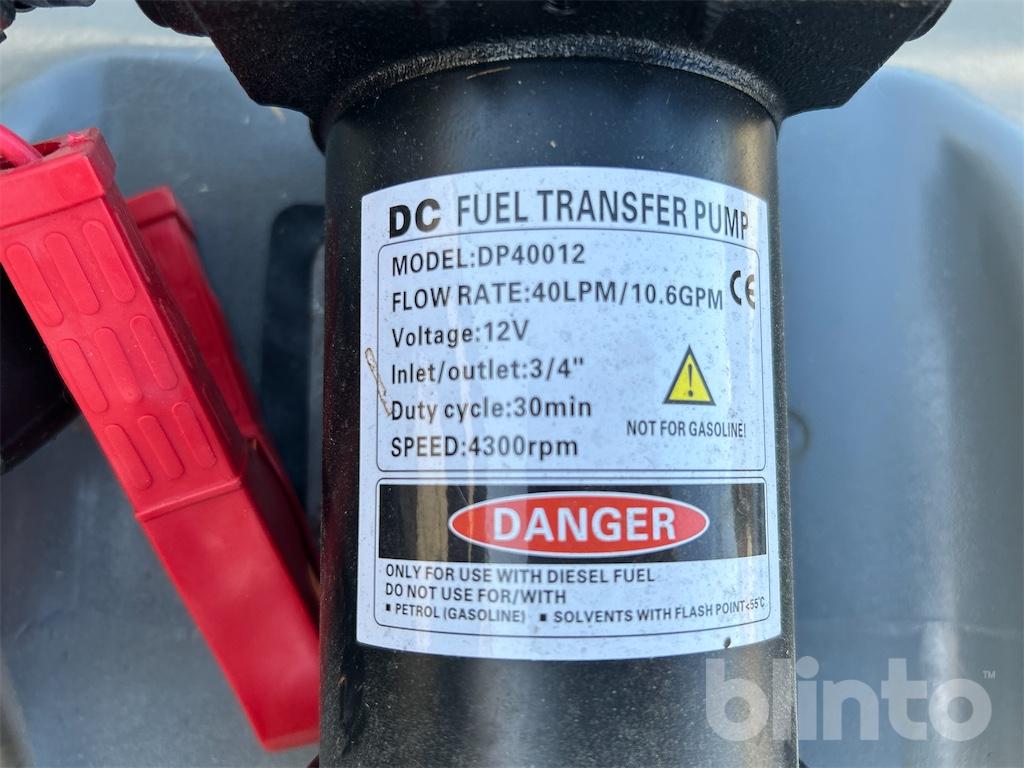 DC FUEL TRANSFER PUMP
MODEL:DP40012
FLOW RATE:40LPM/10.6GPM CE
Voltage:12V
Inlet/outlet:3/4"
Duty cycle:30min
SPEED:4300rpm
!
NOT FOR GASOLINE!
DANGER
ONLY FOR USE WITH DIESEL FUEL
DO NOT USE FOR/WITH
▪ PETROL (GASOLINE) ▪ SOLVENTS WITH FLASH POINT<55°C
blinto™